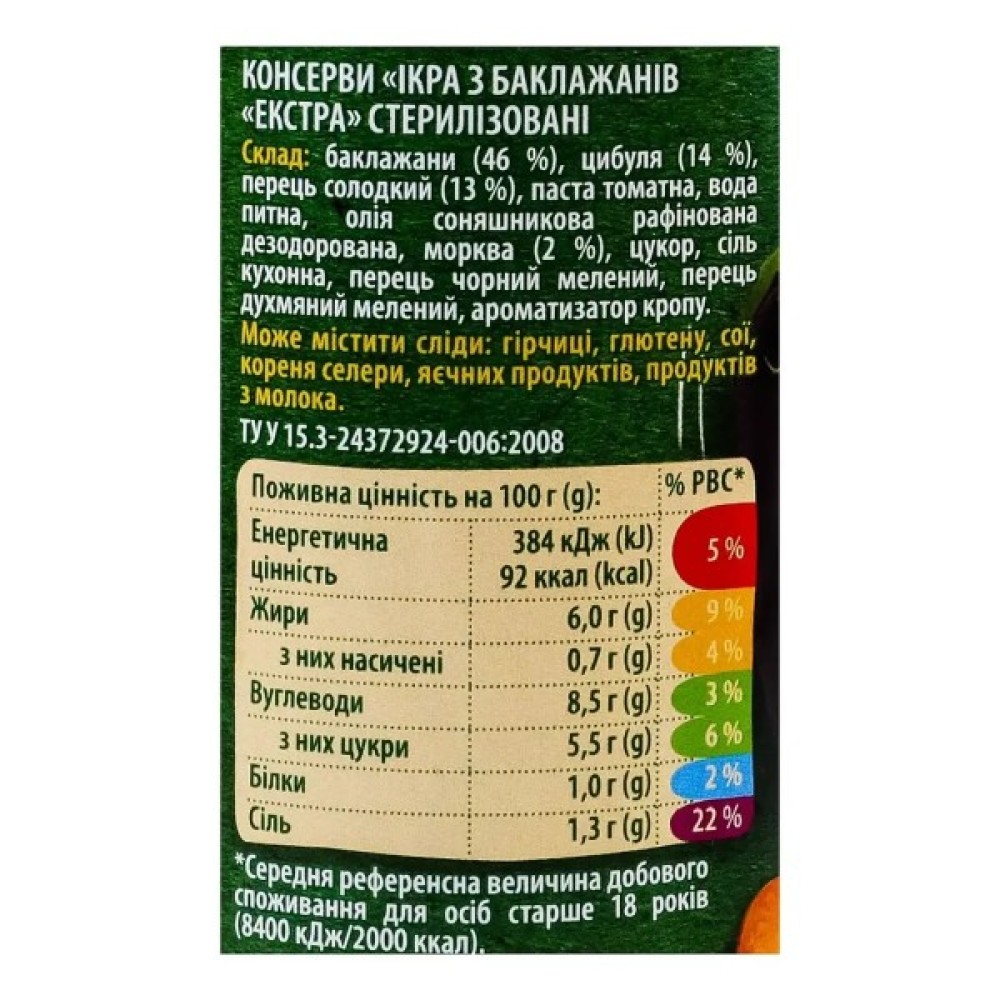 КОНСЕРВИ «ІКРА З БАКЛАЖАНІВ
«ЕКСТРА» СТЕРИЛІЗОВАНІ
Склад: баклажани (46 %), цибуля (14 %),
перець солодкий (13 %), паста томатна, вода
питна, олія соняшникова рафінована
дезодорована, морква (2 %), цукор, сіль
кухонна, перець чорний мелений, перець
духмяний мелений, ароматизатор кропу.
Може містити сліди: гірчиці, глютену, сої,
кореня селери, яєчних продуктів, продуктів
з молока.
ТУ У 15.3-24372924-006:2008
Поживна цінність на 100 г (g): % РВС*
Енергетична 384 кДж (kJ) 5 %
цінність 92 ккал (kcal)
Жири 6,0 г (g) 9 %
з них насичені 0,7 г (g) 4 %
Вуглеводи 8,5 г (g) 3 %
з них цукри 5,5 г (g) 6 %
Білки 1,0 г (g) 2 %
Сіль 1,3 г (g) 22 %
*Середня референсна величина добового
споживання для осіб старше 18 років
(8400 кДж/2000 ккал).